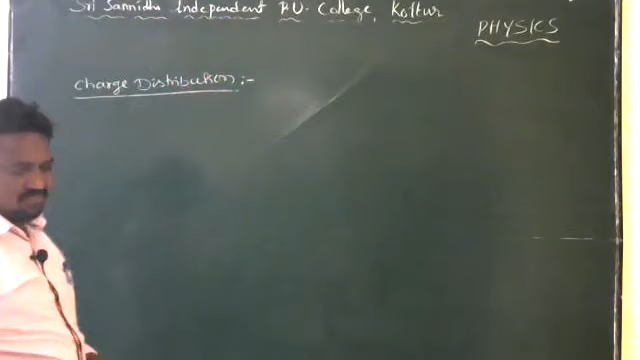 Sri Sannidhi Independent PU-College, Kottur
PHYSICS
Charge Distribution :-